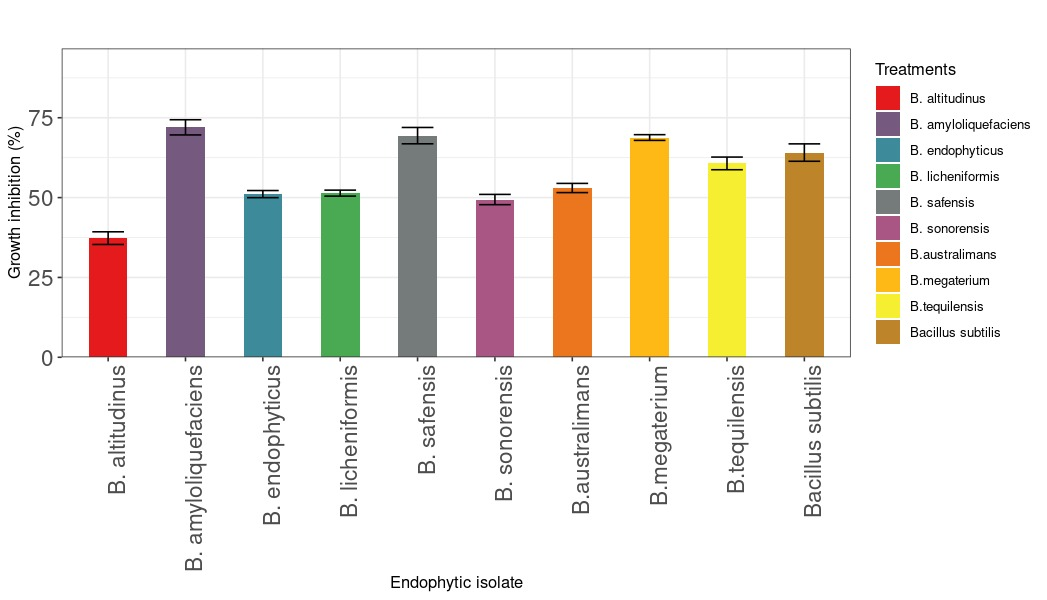 Growth inhibition (%)
75
50
25
0
B. altitudinus
B. amyloliquefaciens
B. endophyticus
B. licheniformis
B. safensis
B. sonorensis
B.australimans
B.megaterium
B.tequilensis
Bacillus subtilis
Endophytic isolate
Treatments
B. altitudinus
B. amyloliquefaciens
B. endophyticus
B. licheniformis
B. safensis
B. sonorensis
B.australimans
B.megaterium
B.tequilensis
Bacillus subtilis